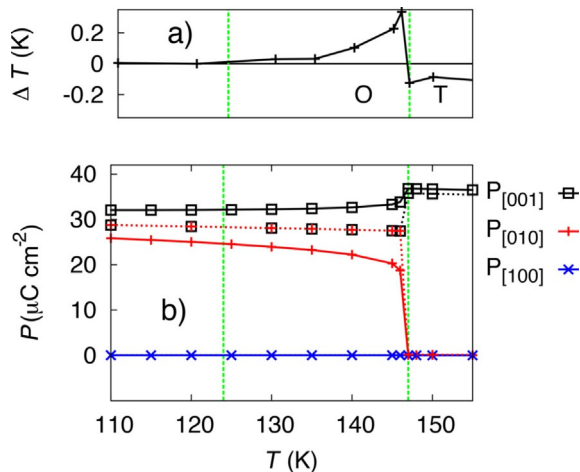 a)
Δ T (K)
0.2
0
-0.2
O
T
40
30
20
10
0
P(μC cm-2)
b)
P[001]
P[010]
P[100]
110
120
130
140
150
T (K)